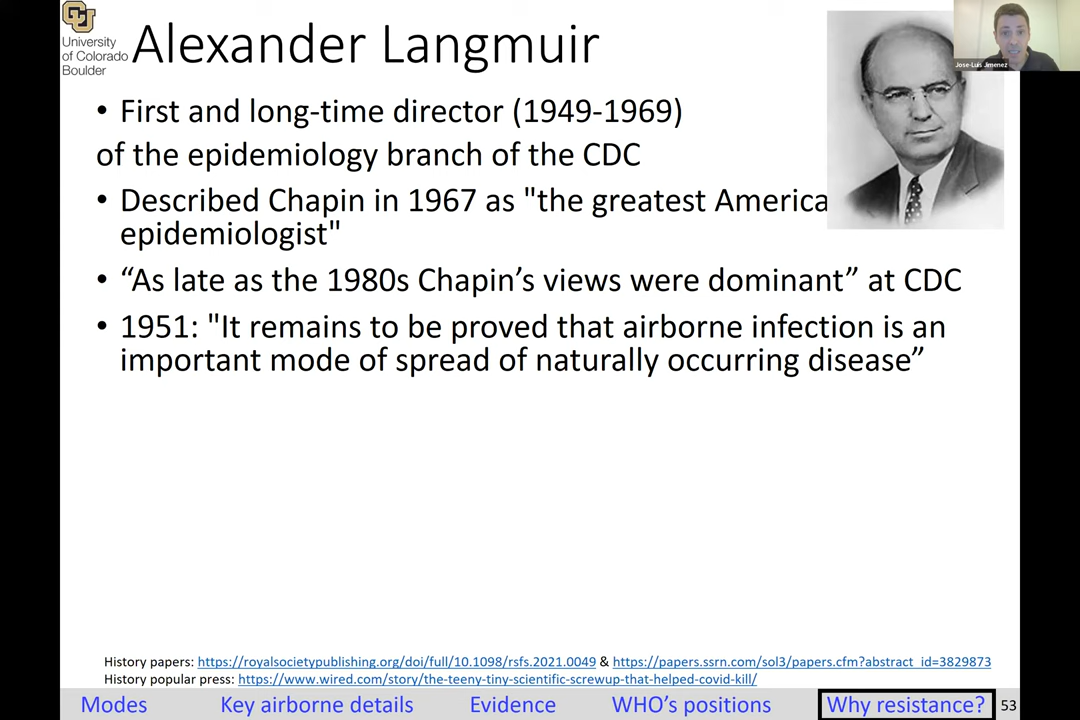 University
of Colorado
Boulder
Alexander Langmuir
Jose-Luis Jimenez
• First and long-time director (1949-1969)
of the epidemiology branch of the CDC
• Described Chapin in 1967 as "the greatest America
epidemiologist"
• “As late as the 1980s Chapin’s views were dominant” at CDC
• 1951: "It remains to be proved that airborne infection is an
important mode of spread of naturally occurring disease”
History papers: https://royalsocietypublishing.org/doi/full/10.1098/rsfs.2021.0049 & https://papers.ssrn.com/sol3/papers.cfm?abstract_id=3829873
History popular press: https://www.wired.com/story/the-teeny-tiny-scientific-screwup-that-helped-covid-kill/
Modes Key airborne details Evidence WHO’s positions Why resistance? 53